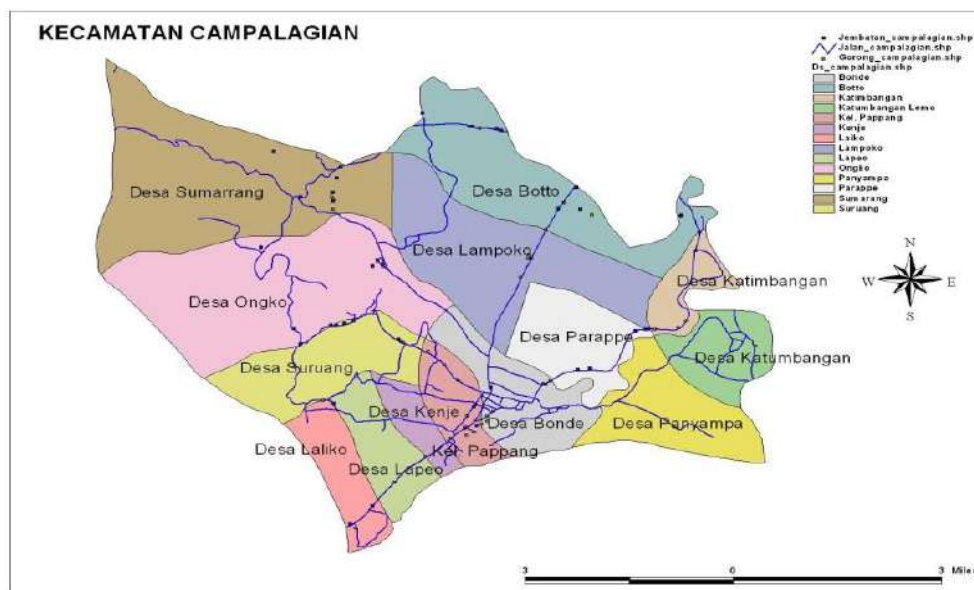 KECAMATAN CAMPALAGIAN
Jembatan_campalagian.shp
Jalan_campalagian.shp
Gorong_campalagian.shp
Ds_campalagian.shp
Bonde
Botto
Katimbangan
Katumbangan Lemo
Kel. Pappang
Kenje
Laliko
Lampoko
Lapeo
Ongko
Panyampa
Parappe
Sumarang
Suruang
Desa Sumarrang
Desa Botto
Desa Lampoko
Desa Katimbangan
Desa Ongko
Desa Parappe
Desa Katumbangan
Desa Suruang
Desa Kenje
Desa Bonde
Desa Panyampa
Desa Laliko
Kel. Pappang
Desa Lapeo
N
W E
S
3 0 3 Mile